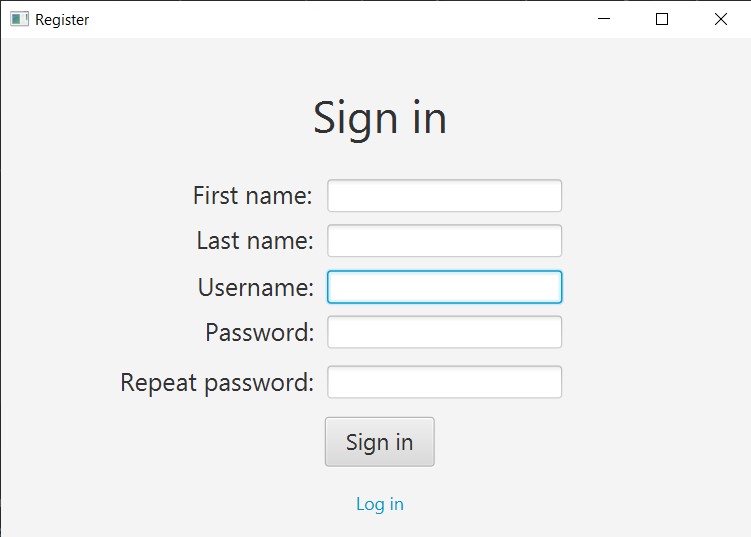 Register
Sign in
First name:
Last name:
Username:
Password:
Repeat password:
Sign in
Log in